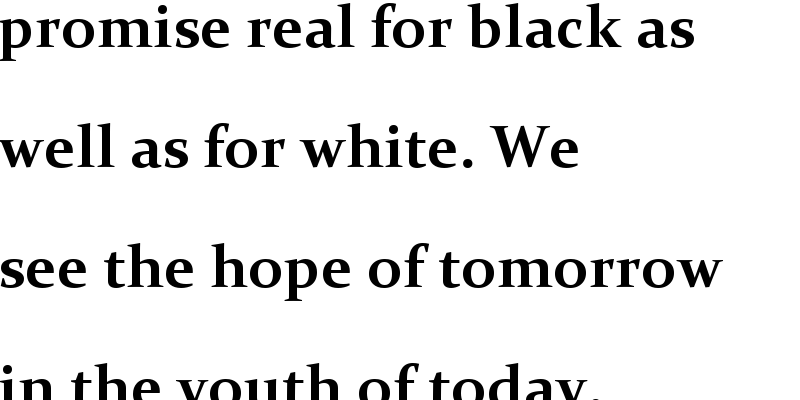 promise real for black as
well as for white. We
see the hope of tomorrow
in the youth of today.